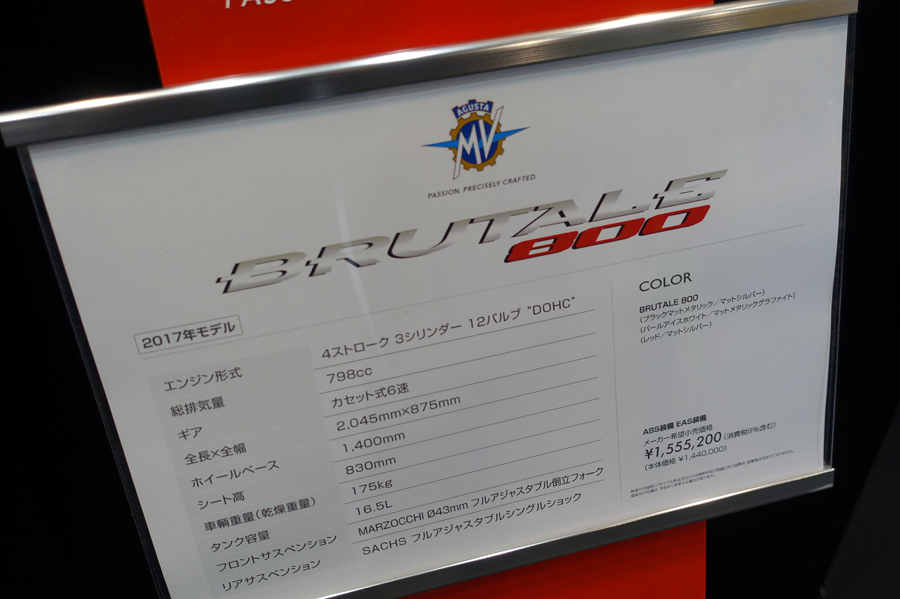 AGUSTA
MV
PASSION. PRECISELY CRAFTED.
BRUTALE
800
2017年モデル
エンジン形式 4ストローク 3シリンダー 12バルブ “DOHC”
総排気量 798cc
ギア カセット式6速
全長×全幅 2,045mm×875mm
ホイールベース 1,400mm
シート高 830mm
車輌重量(乾燥重量) 175kg
タンク容量 16.5L
フロントサスペンション MARZOCCHI Ø43mm フルアジャスタブル倒立フォーク
リアサスペンション SACHS フルアジャスタブルシングルショック
COLOR
BRUTALE 800
(ブラックマットメタリック/マットシルバー)
(パールアイスホワイト/マットメタリックグラファイト)
(レッド/マットシルバー)
ABS装備 EAS装備
メーカー希望小売価格
¥1,555,200(消費税8%含む)
(本体価格 ¥1,440,000)